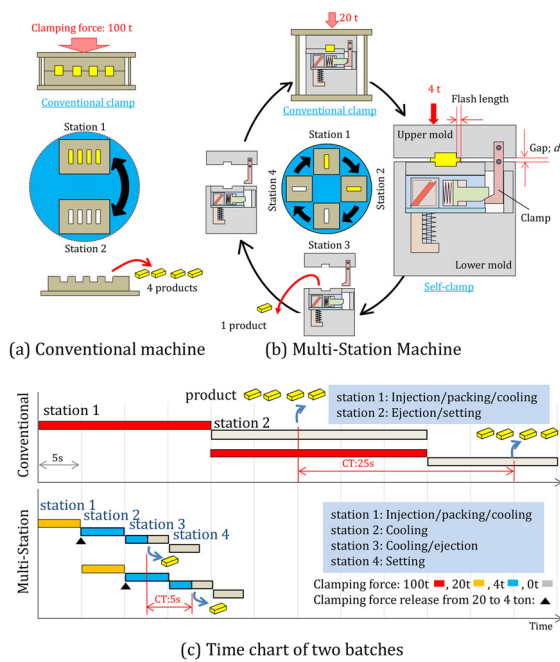 Clamping force: 100 t
Conventional clamp
Station 1
Station 2
4 products
(a) Conventional machine
20 t
Conventional clamp
Station 1
Station 2
Station 3
Station 4
1 product
4 t
Flash length
Upper mold
Gap; d
Clamp
Lower mold
Self-clamp
(b) Multi-Station Machine
Conventional
product
station 1: Injection/packing/cooling
station 2: Ejection/setting
station 1
station 2
5s
CT:25s
Multi-Station
station 1
station 2
station 3
station 4
CT:5s
station 1: Injection/packing/cooling
station 2: Cooling
station 3: Cooling/ejection
station 4: Setting
Clamping force: 100t , 20t , 4t , 0t
Clamping force release from 20 to 4 ton:
Time
(c) Time chart of two batches